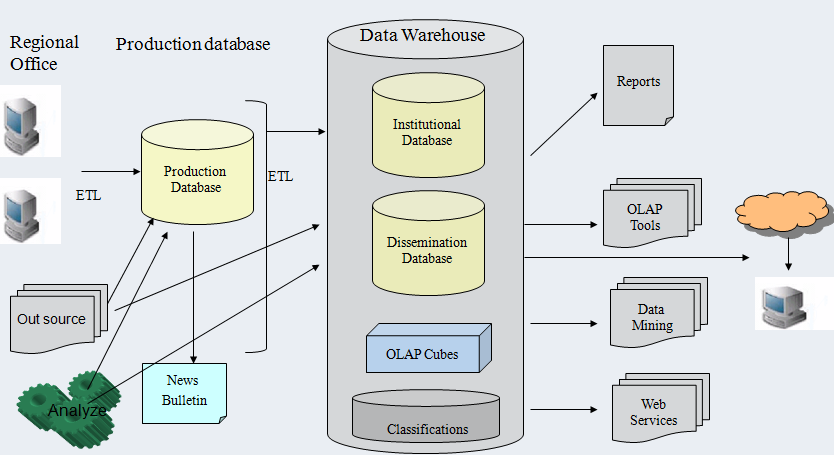 Regional
Office
Production database
Data Warehouse
Reports
Institutional
Database
Production
Database
ETL
ETL
OLAP
Tools
Dissemination
Database
Out source
Data
Mining
OLAP Cubes
News
Bulletin
Analyze
Web
Services
Classifications